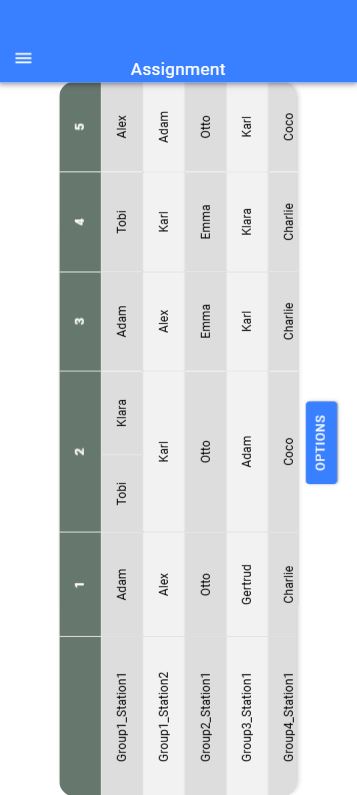 Assignment
1 2 3 4 5
Group1_Station1 Adam Tobi Klara Adam Tobi Alex
Group1_Station2 Alex Karl Alex Karl Adam
Group2_Station1 Otto Otto Emma Emma Otto
Group3_Station1 Gertrud Adam Karl Klara Karl
Group4_Station1 Charlie Coco Charlie Charlie Coco
OPTIONS